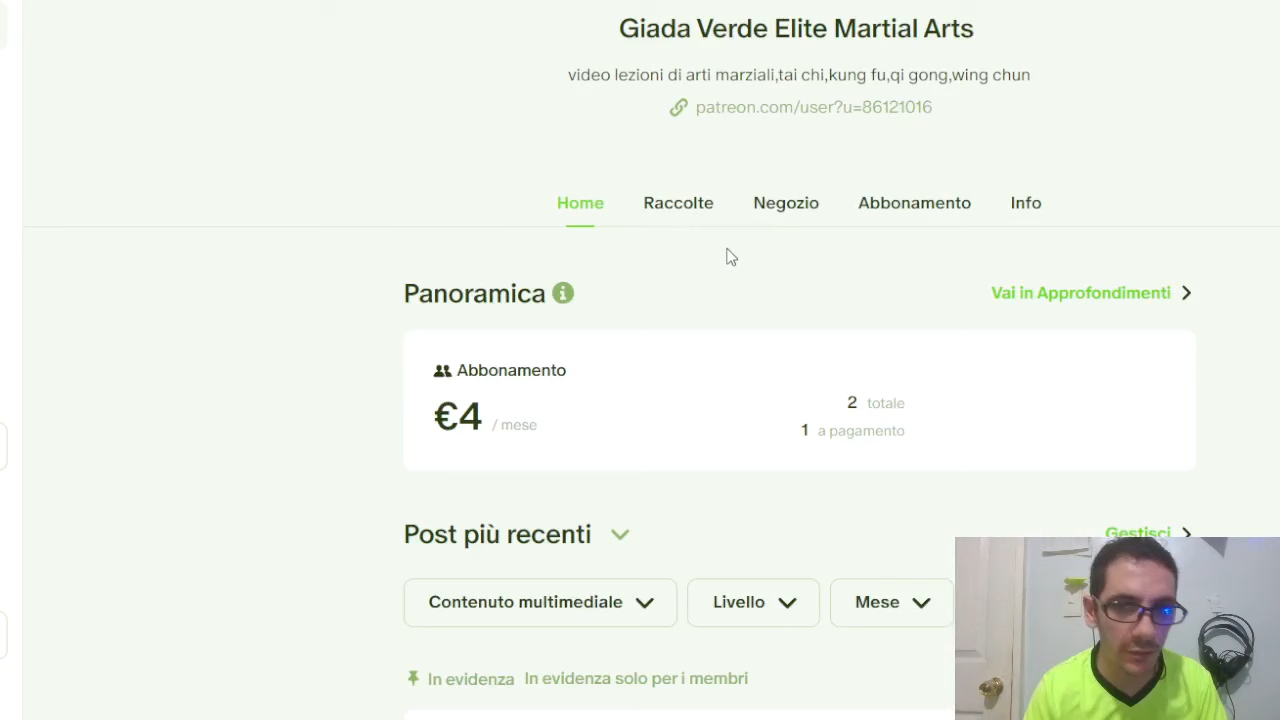 Giada Verde Elite Martial Arts
video lezioni di arti marziali,tai chi,kung fu,qi gong,wing chun
patreon.com/user?u=86121016
Home Raccolte Negozio Abbonamento Info
Panoramica Vai in Approfondimenti
Abbonamento
€4 / mese
2 totale
1 a pagamento
Post più recenti Gestisci
Contenuto multimediale Livello Mese
In evidenza In evidenza solo per i membri